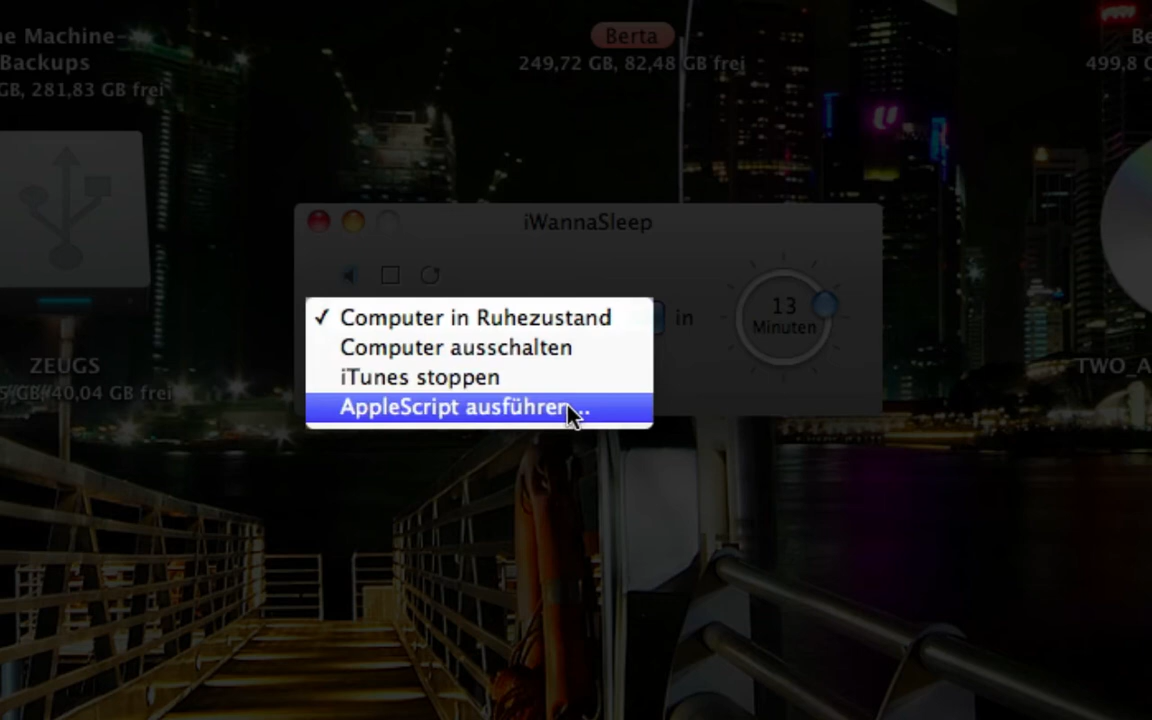 ne Machine-
Backups
GB, 281,83 GB frei
Berta
249,72 GB, 82,48 GB frei
Be
499,8 G
iWannaSleep
✓ Computer in Ruhezustand
Computer ausschalten
iTunes stoppen
AppleScript ausführen...
in
13
Minuten
ZEUGS
GB, 40,04 GB frei
TWO_A